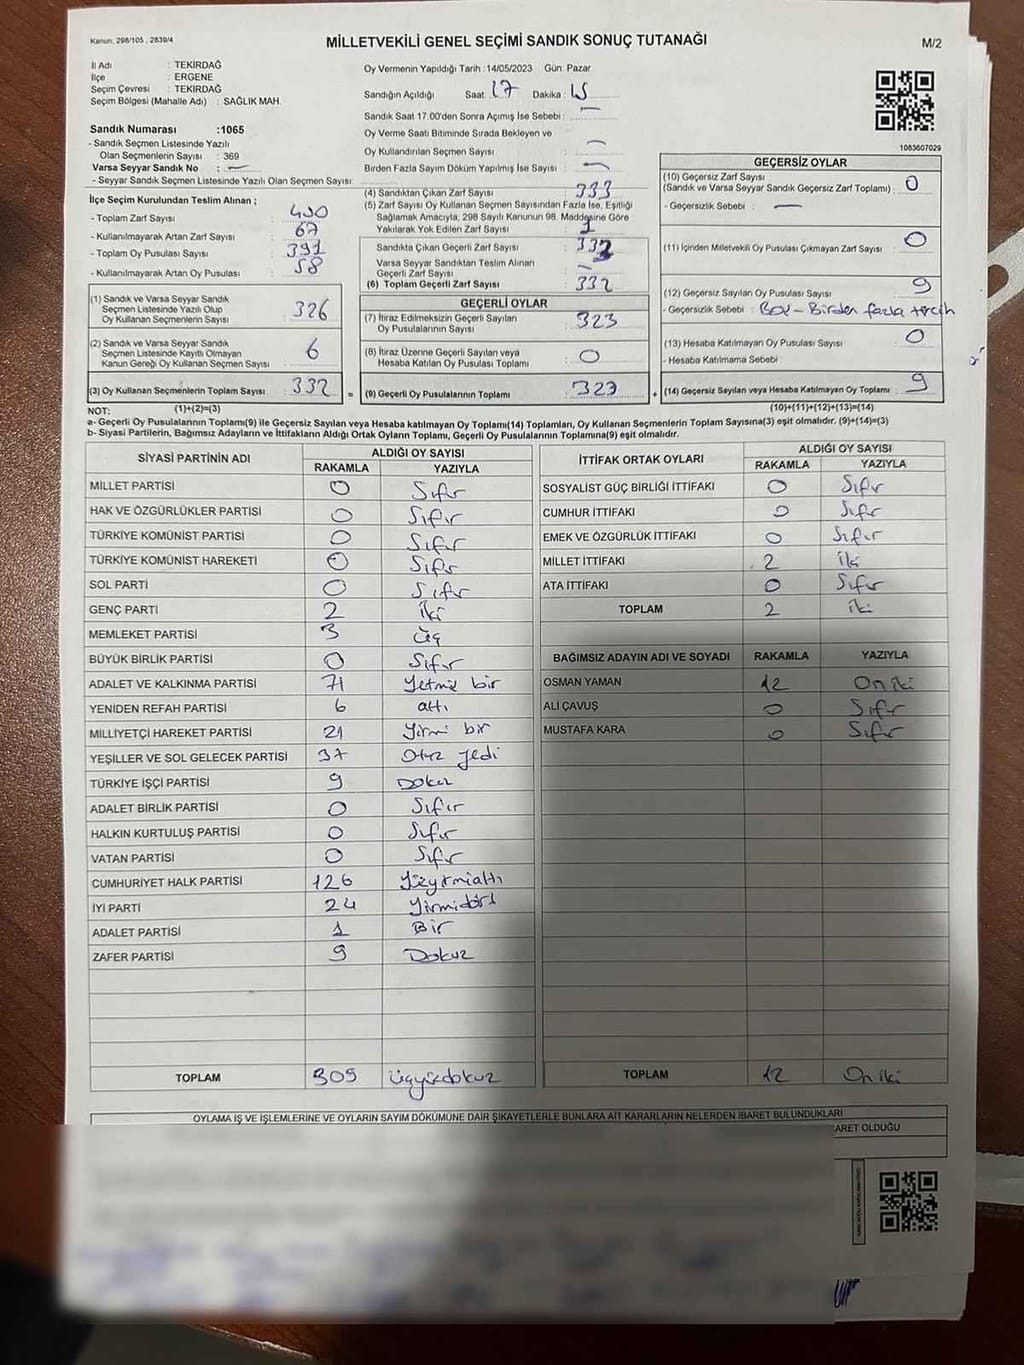 Kanun, 298/105 , 2839/4
MİLLETVEKİLİ GENEL SEÇİMİ SANDIK SONUÇ TUTANAĞI
M/2
İl Adı : TEKİRDAĞ
İlçe : ERGENE
Seçim Çevresi : TEKİRDAĞ
Seçim Bölgesi (Mahalle Adı) : SAĞLIK MAH.
Sandık Numarası :1065
- Sandık Seçmen Listesinde Yazılı
Olan Seçmenlerin Sayısı : 369
Varsa Seyyar Sandık No : —
- Seyyar Sandık Seçmen Listesinde Yazılı Olan Seçmen Sayısı:
Oy Vermenin Yapıldığı Tarih :14/05/2023 Gün: Pazar
Sandığın Açıldığı Saat: 17 Dakika: 15
Sandık Saat 17.00'den Sonra Açımış İse Sebebi : —
Oy Verme Saati Bitiminde Sırada Bekleyen ve
Oy Kullandırılan Seçmen Sayısı —
Birden Fazla Sayım Döküm Yapılmış İse Sayısı : —
1083607029
İlçe Seçim Kurulundan Teslim Alınan ;
- Toplam Zarf Sayısı : 400
- Kullanılmayarak Artan Zarf Sayısı : 67
- Toplam Oy Pusulası Sayısı : 391
- Kullanılmayarak Artan Oy Pusulası : 58
(1) Sandık ve Varsa Seyyar Sandık
Seçmen Listesinde Yazılı Olup
Oy Kullanan Seçmenlerin Sayısı : 326
(2) Sandık ve Varsa Seyyar Sandık
Seçmen Listesinde Kayıtlı Olmayan
Kanun Gereği Oy Kullanan Seçmen Sayısı : 6
(3) Oy Kullanan Seçmenlerin Toplam Sayısı : 332 =
(4) Sandıktan Çıkan Zarf Sayısı : 333
(5) Zarf Sayısı Oy Kullanan Seçmen Sayısından Fazla İse, Eşitliği
Sağlamak Amacıyla, 298 Sayılı Kanunun 98. Maddesine Göre
Yakılarak Yok Edilen Zarf Sayısı : 1
Sandıkta Çıkan Geçerli Zarf Sayısı : 332
Varsa Seyyar Sandıktan Teslim Alınan
Geçerli Zarf Sayısı : —
(6) Toplam Geçerli Zarf Sayısı : 332
GEÇERLİ OYLAR
(7) İtiraz Edilmeksizin Geçerli Sayılan
Oy Pusulalarının Sayısı : 323
(8) İtiraz Üzerine Geçerli Sayılan veya
Hesaba Katılan Oy Pusulası Toplamı : 0
(9) Geçerli Oy Pusulalarının Toplamı : 323 +
GEÇERSİZ OYLAR
(10) Geçersiz Zarf Sayısı
(Sandık ve Varsa Seyyar Sandık Geçersiz Zarf Toplamı) : 0
- Geçersizlik Sebebi : —
(11) İçinden Milletvekili Oy Pusulası Çıkmayan Zarf Sayısı : 0
(12) Geçersiz Sayılan Oy Pusulası Sayısı : 9
- Geçersizlik Sebebi : Boş - Birden fazla tercih
(13) Hesaba Katılmayan Oy Pusulası Sayısı : 0
- Hesaba Katılmama Sebebi :
(14) Geçersiz Sayılan veya Hesaba Katılmayan Oy Toplamı : 9
NOT: (1)+(2)=(3) (10)+(11)+(12)+(13)=(14)
a- Geçerli Oy Pusulalarının Toplamı(9) ile Geçersiz Sayılan veya Hesaba katılmayan Oy Toplamı(14) Toplamları, Oy Kullanan Seçmenlerin Toplam Sayısına(3) eşit olmalıdır. (9)+(14)=(3)
b- Siyasi Partilerin, Bağımsız Adayların ve İttifakların Aldığı Ortak Oyların Toplamı, Geçerli Oy Pusulalarının Toplamına(9) eşit olmalıdır.
SİYASİ PARTİNİN ADI ALDIĞI OY SAYISI
RAKAMLA YAZIYLA
MİLLET PARTİSİ 0 Sıfır
HAK VE ÖZGÜRLÜKLER PARTİSİ 0 Sıfır
TÜRKİYE KOMÜNİST PARTİSİ 0 Sıfır
TÜRKİYE KOMÜNİST HAREKETİ 0 Sıfır
SOL PARTİ 0 Sıfır
GENÇ PARTİ 2 İki
MEMLEKET PARTİSİ 3 Üç
BÜYÜK BİRLİK PARTİSİ 0 Sıfır
ADALET VE KALKINMA PARTİSİ 71 Yetmiş bir
YENİDEN REFAH PARTİSİ 6 altı
MİLLİYETÇİ HAREKET PARTİSİ 21 Yirmi bir
YEŞİLLER VE SOL GELECEK PARTİSİ 37 Otuz yedi
TÜRKİYE İŞÇİ PARTİSİ 9 Dokuz
ADALET BİRLİK PARTİSİ 0 Sıfır
HALKIN KURTULUŞ PARTİSİ 0 Sıfır
VATAN PARTİSİ 0 Sıfır
CUMHURİYET HALK PARTİSİ 126 Yüzyirmialtı
İYİ PARTİ 24 Yirmidört
ADALET PARTİSİ 1 Bir
ZAFER PARTİSİ 9 Dokuz
TOPLAM 309 Üçyüzdokuz
İTTİFAK ORTAK OYLARI ALDIĞI OY SAYISI
RAKAMLA YAZIYLA
SOSYALİST GÜÇ BİRLİĞİ İTTİFAKI 0 Sıfır
CUMHUR İTTİFAKI 0 Sıfır
EMEK VE ÖZGÜRLÜK İTTİFAKI 0 Sıfır
MİLLET İTTİFAKI 2 İki
ATA İTTİFAKI 0 Sıfır
TOPLAM 2 İki
BAĞIMSIZ ADAYIN ADI VE SOYADI RAKAMLA YAZIYLA
OSMAN YAMAN 12 On iki
ALİ ÇAVUŞ 0 Sıfır
MUSTAFA KARA 0 Sıfır
TOPLAM 12 On iki
OYLAMA İŞ VE İŞLEMLERİNE VE OYLARIN SAYIM DÖKÜMÜNE DAİR ŞİKAYETLERLE BUNLARA AİT KARARLARIN NELERDEN İBARET BULUNDUKLARI
ARET OLDUĞU